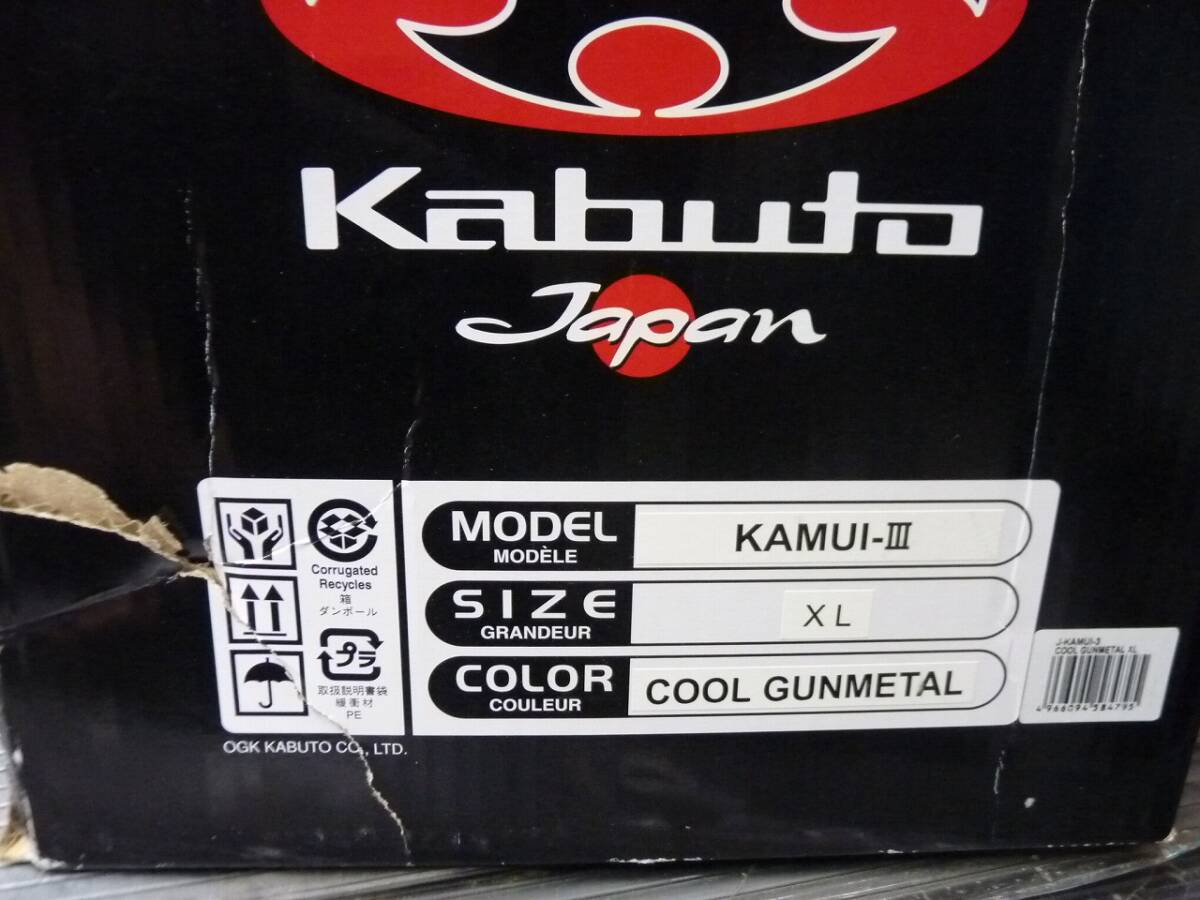 Kabuto
Japan
MODEL
MODÈLE
KAMUI-III
SIZE
GRANDEUR
XL
COLOR
COULEUR
COOL GUNMETAL
Corrugated
Recycles
箱
ダンボール
プラ
取扱説明書袋
緩衝材
PE
J-KAMUI-3
COOL GUNMETAL XL
4966094584795
OGK KABUTO CO., LTD.